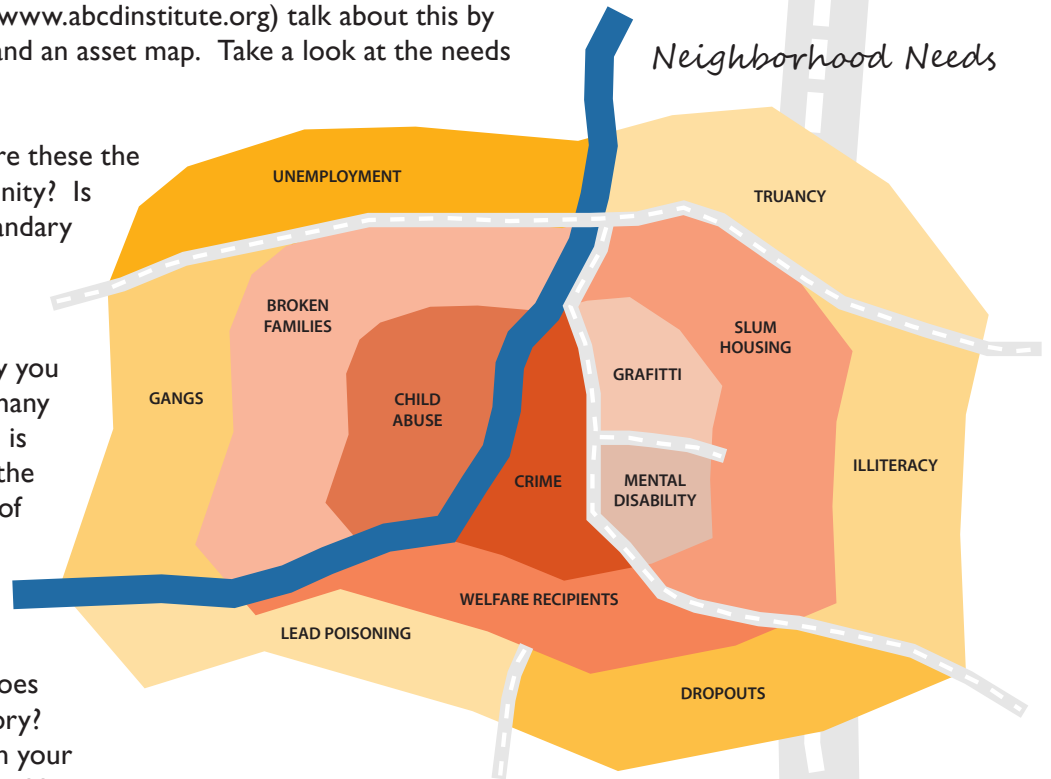 www.abcdinstitute.org) talk about this by
and an asset map. Take a look at the needs
re these the
nity? Is
andary
y you
many
is
the
of
oes
ory?
n your
Neighborhood Needs
UNEMPLOYMENT
TRUANCY
BROKEN
FAMILIES
SLUM
HOUSING
GRAFITTI
GANGS
CHILD
ABUSE
ILLITERACY
CRIME
MENTAL
DISABILITY
WELFARE RECIPIENTS
LEAD POISONING
DROPOUTS